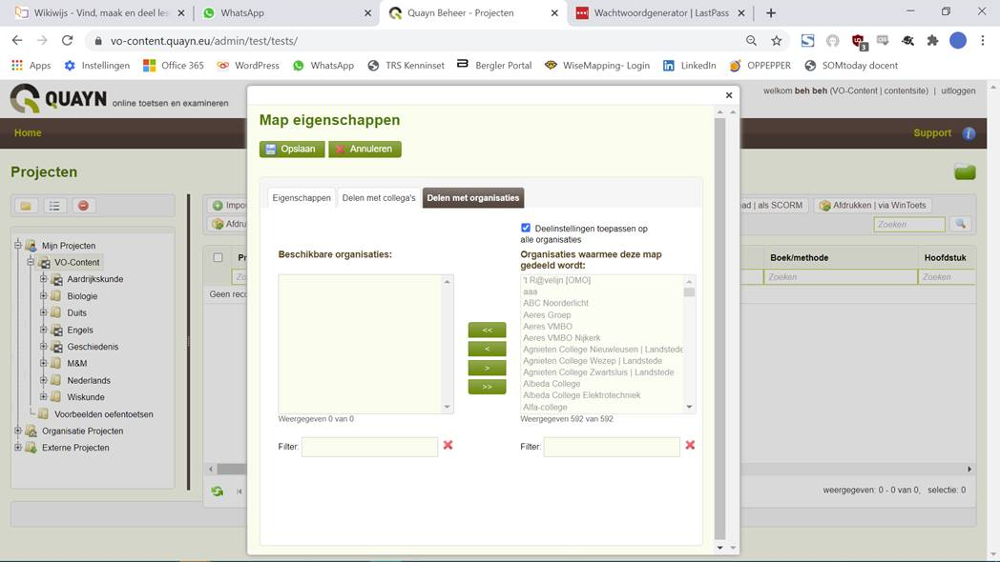 Wikiwijs - Vind, maak en deel les
WhatsApp
Quayn Beheer - Projecten
Wachtwoordgenerator | LastPass
vo-content.quayn.eu/admin/test/tests/
3
Apps
Instellingen
Office 365
WordPress
WhatsApp
TRS Kenninset
Bergler Portal
WiseMapping- Login
LinkedIn
OPPEPPER
SOMtoday docent
QUAYN online toetsen en examineren
welkom beh beh (VO-Content | contentsite) | uitloggen
Home
Support
Projecten
Mijn Projecten
VO-Content
Aardrijkskunde
Biologie
Duits
Engels
Geschiedenis
M&M
Nederlands
Wiskunde
Voorbeelden oefentoetsen
Organisatie Projecten
Externe Projecten
Impo
Afdru
Pr
Zo
Geen reco
Map eigenschappen
Opslaan
Annuleren
Eigenschappen
Delen met collega's
Delen met organisaties
Deelinstellingen toepassen op
alle organisaties
Beschikbare organisaties:
Organisaties waarmee deze map
gedeeld wordt:
't R@velijn [OMO]
aaa
ABC Noorderlicht
Aeres Groep
Aeres VMBO
Aeres VMBO Nijkerk
Agnieten College Nieuwleusen | Landstede
Agnieten College Wezep | Landstede
Agnieten College Zwartsluis | Landstede
Albeda College
Albeda College Elektrotechniek
Alfa-college
<<
<
>
>>
Weergegeven 0 van 0
Weergegeven 592 van 592
Filter:
Filter:
ad | als SCORM
Afdrukken | via WinToets
Zoeken
Boek/methode
Hoofdstuk
Zoeken
Zoeken
weergegeven: 0 - 0 van 0, selectie: 0